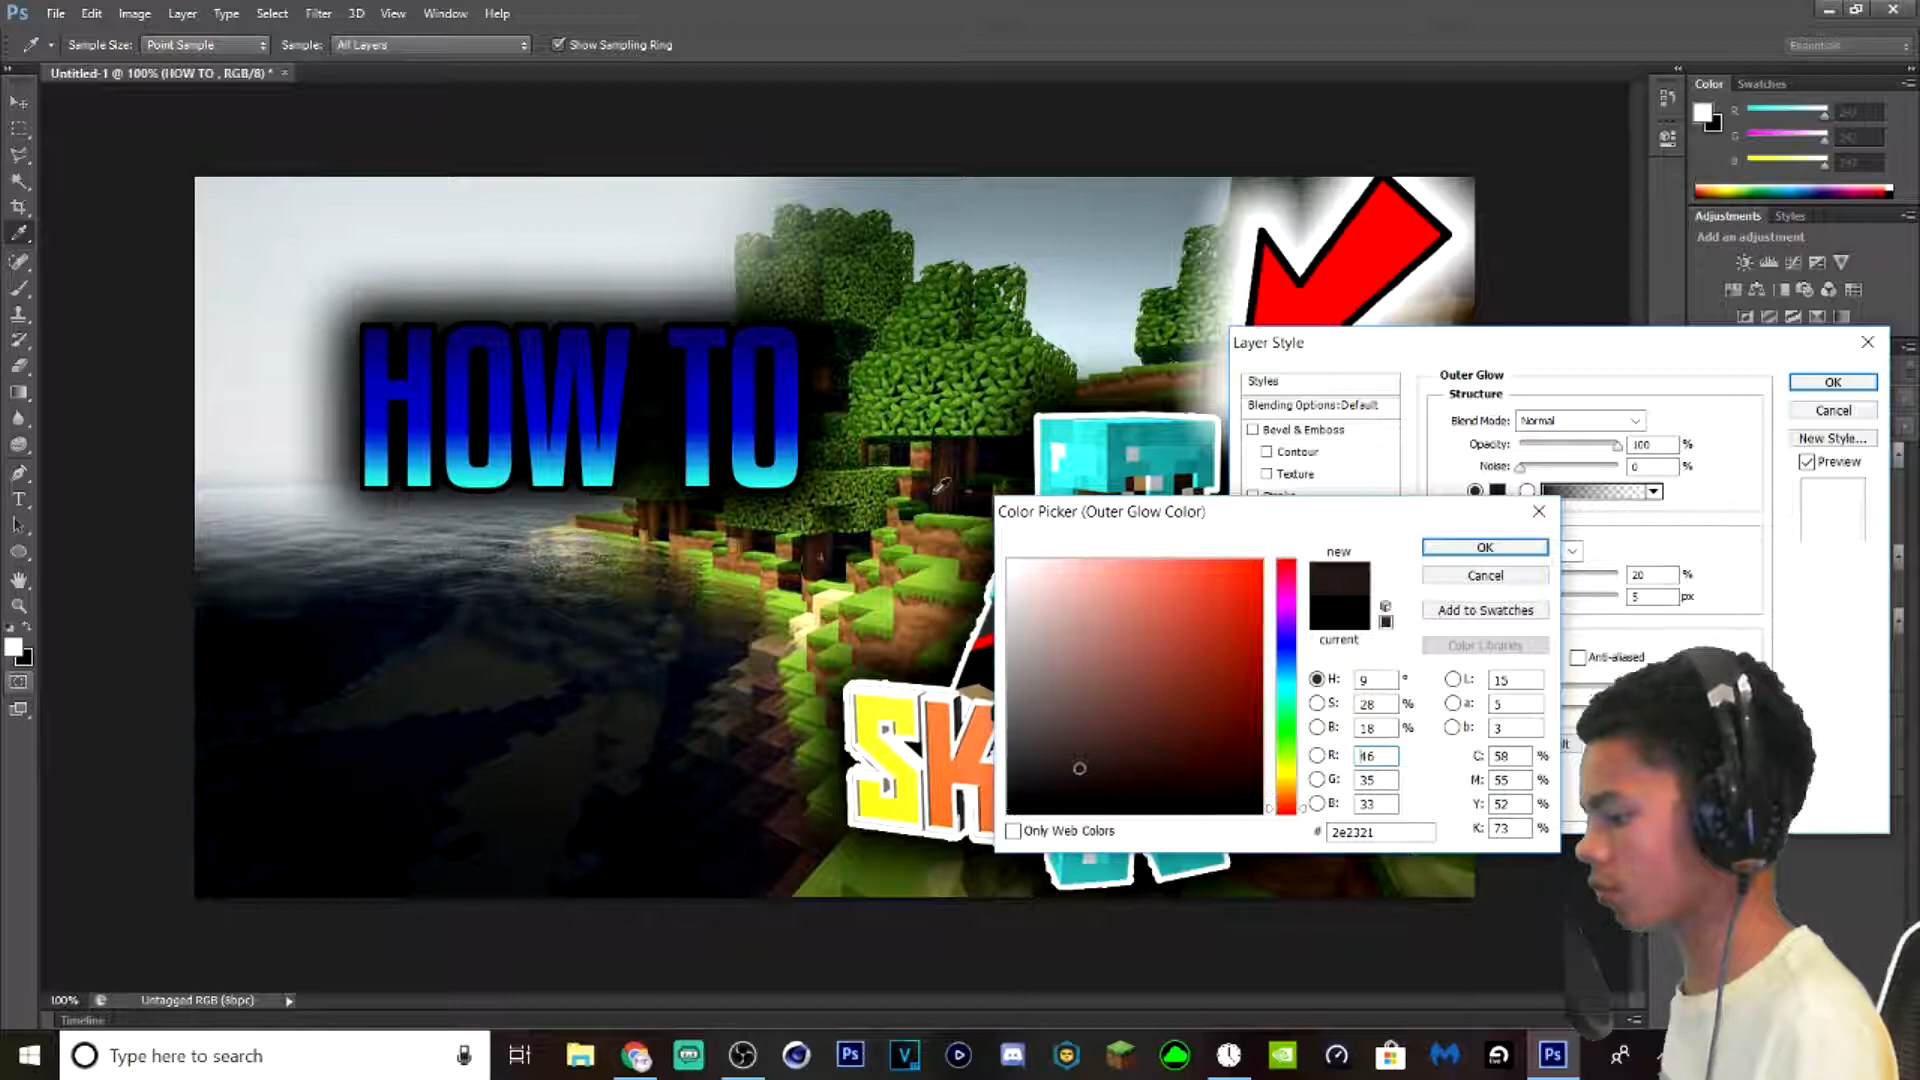 Ps File Edit Image Layer Type Select Filter 3D View Window Help
Sample Size: Point Sample Sample: All Layers Show Sampling Ring Essentials
Untitled-1 @ 100% (HOW TO , RGB/8) *
Color Swatches
R
G
B
Adjustments Styles
Add an adjustment
HOW TO
SK
Layer Style
Styles
Blending Options:Default
Bevel & Emboss
Contour
Texture
Outer Glow
Structure
Blend Mode: Normal
Opacity: 100 %
Noise: 0 %
20 %
5 px
Anti-aliased
OK
Cancel
New Style...
Preview
Color Picker (Outer Glow Color)
new
current
OK
Cancel
Add to Swatches
Color Libraries
H: 9 °
S: 28 %
B: 18 %
R: 46
G: 35
B: 33
# 2e2321
L: 15
a: 5
b: 3
C: 58 %
M: 55 %
Y: 52 %
K: 73 %
Only Web Colors
T
100% Untagged RGB (8bpc)
Timeline
Type here to search
Ps
V
Ps